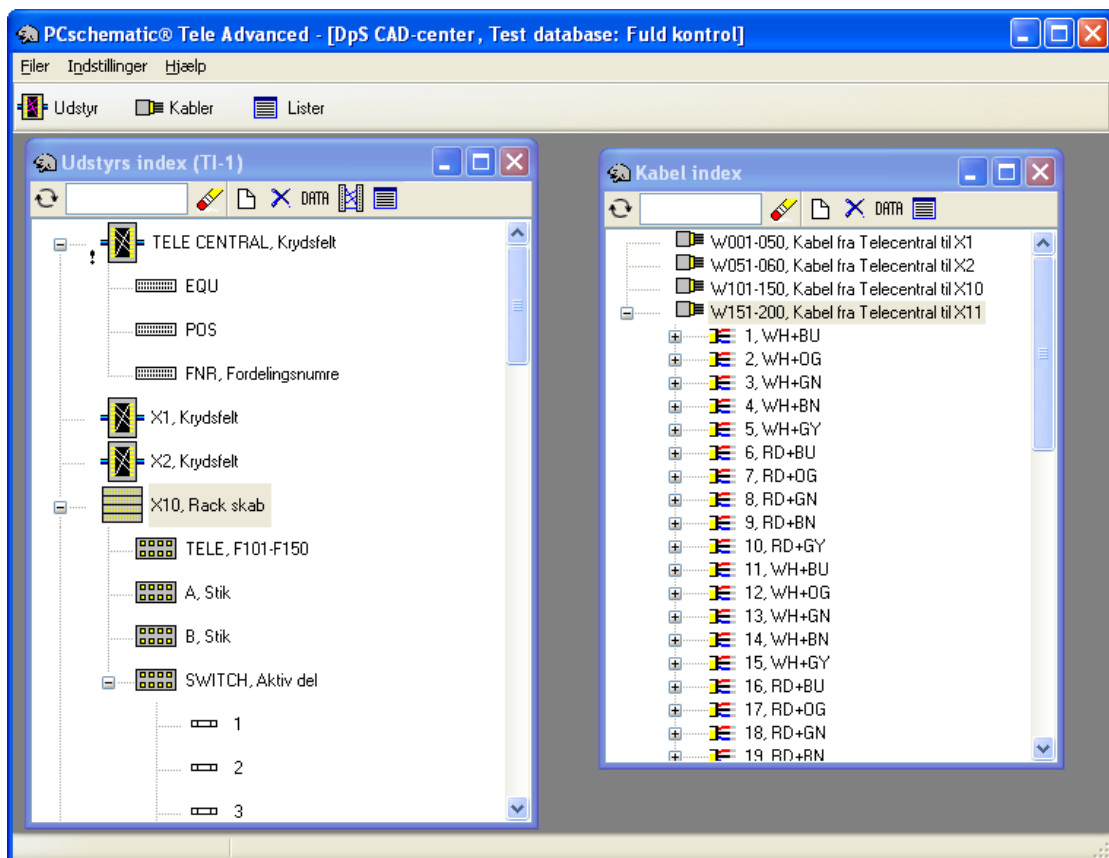 PCschematic® Tele Advanced - [DpS CAD-center, Test database: Fuld kontrol]
Filer Indstillinger Hjælp
Udstyr Kabler Lister
Udstyrs index (TI-1)
DATA
TELE CENTRAL, Krydsfelt
EQU
POS
FNR, Fordelingsnumre
X1, Krydsfelt
X2, Krydsfelt
X10, Rack skab
TELE, F101-F150
A, Stik
B, Stik
SWITCH, Aktiv del
1
2
3
Kabel index
DATA
W001-050, Kabel fra Telecentral til X1
W051-060, Kabel fra Telecentral til X2
W101-150, Kabel fra Telecentral til X10
W151-200, Kabel fra Telecentral til X11
1, WH+BU
2, WH+OG
3, WH+GN
4, WH+BN
5, WH+GY
6, RD+BU
7, RD+OG
8, RD+GN
9, RD+BN
10, RD+GY
11, WH+BU
12, WH+OG
13, WH+GN
14, WH+BN
15, WH+GY
16, RD+BU
17, RD+OG
18, RD+GN
19, RD+BN